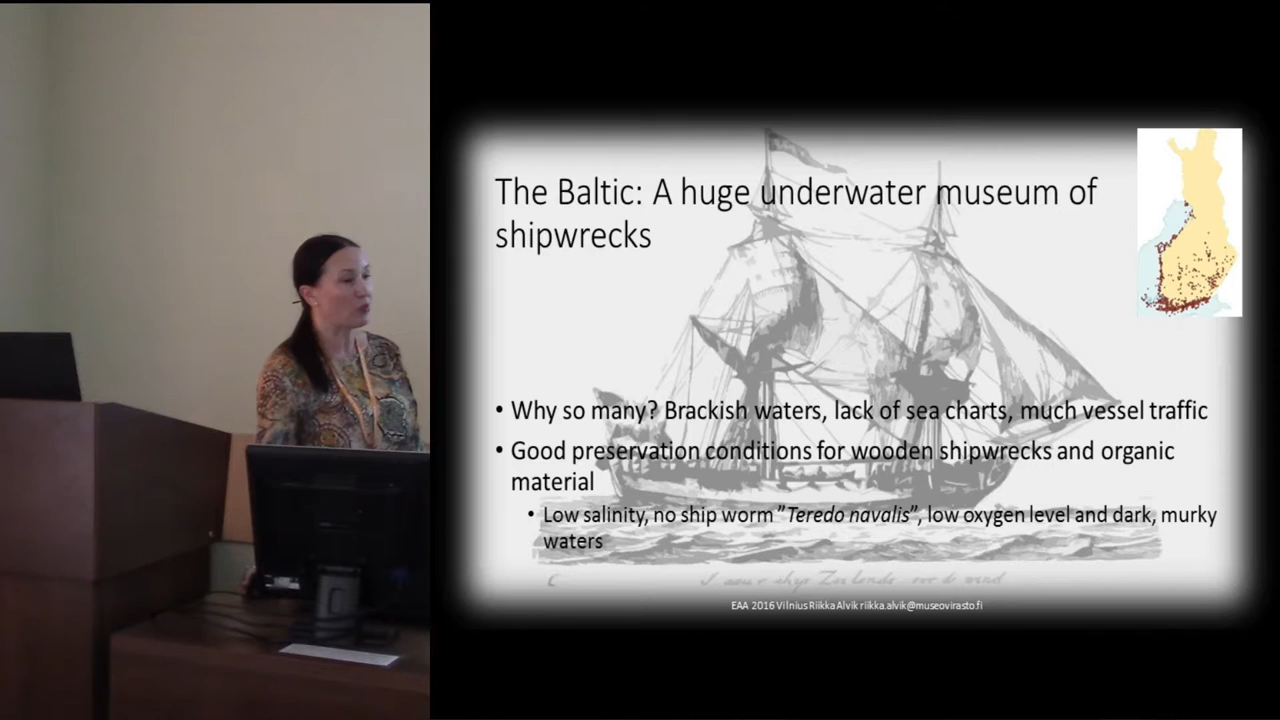 The Baltic: A huge underwater museum of
shipwrecks
• Why so many? Brackish waters, lack of sea charts, much vessel traffic
• Good preservation conditions for wooden shipwrecks and organic
material
• Low salinity, no ship worm ”Teredo navalis”, low oxygen level and dark, murky
waters
C
EAA 2016 Vilnius Riikka Alvik riikka.alvik@museovirasto.fi